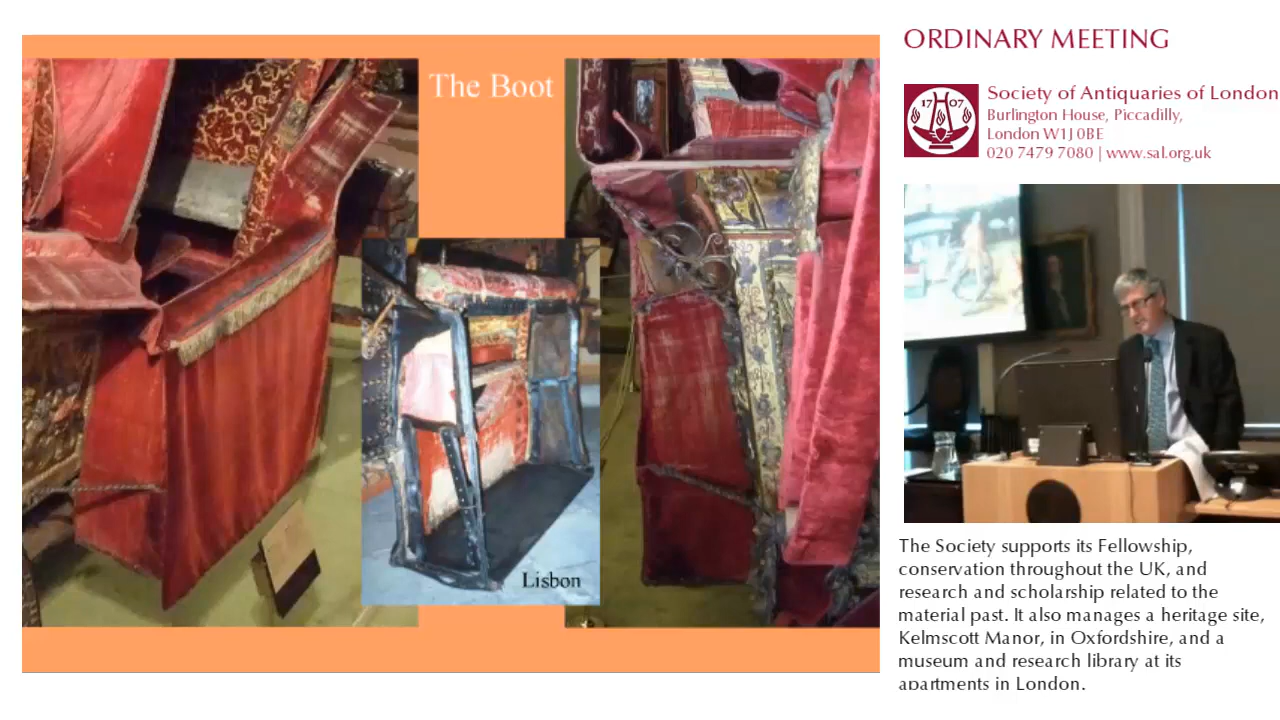 The Boot
Lisbon
ORDINARY MEETING
17 07
Society of Antiquaries of London
Burlington House, Piccadilly,
London W1J 0BE
020 7479 7080 | www.sal.org.uk
The Society supports its Fellowship,
conservation throughout the UK, and
research and scholarship related to the
material past. It also manages a heritage site,
Kelmscott Manor, in Oxfordshire, and a
museum and research library at its
apartments in London.